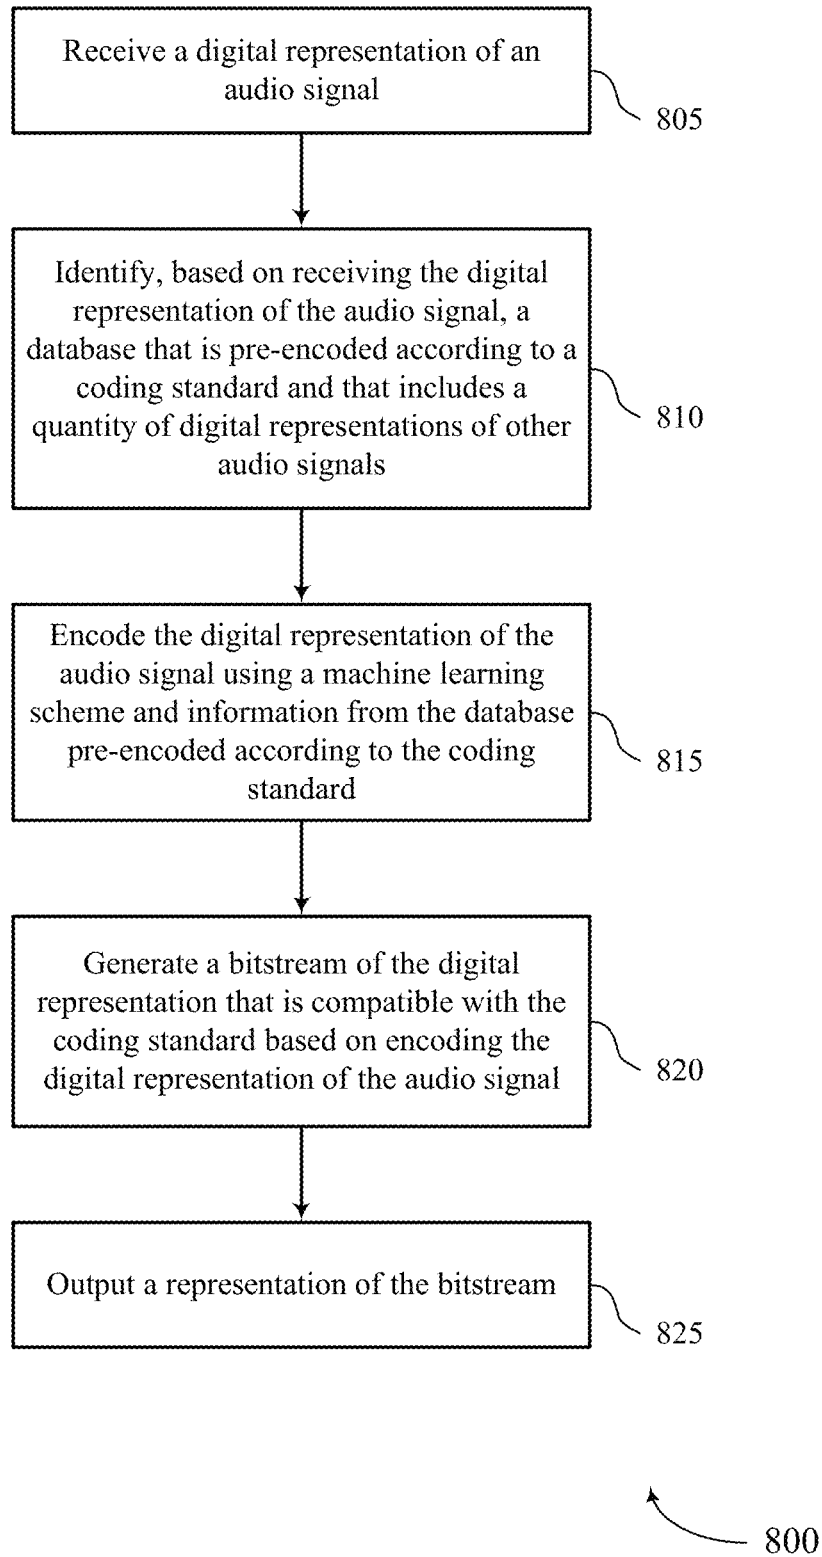 Receive a digital representation of an
audio signal
805
Identify, based on receiving the digital
representation of the audio signal, a
database that is pre-encoded according to a
coding standard and that includes a
quantity of digital representations of other
audio signals
810
Encode the digital representation of the
audio signal using a machine learning
scheme and information from the database
pre-encoded according to the coding
standard
815
Generate a bitstream of the digital
representation that is compatible with the
coding standard based on encoding the
digital representation of the audio signal
820
Output a representation of the bitstream
825
800